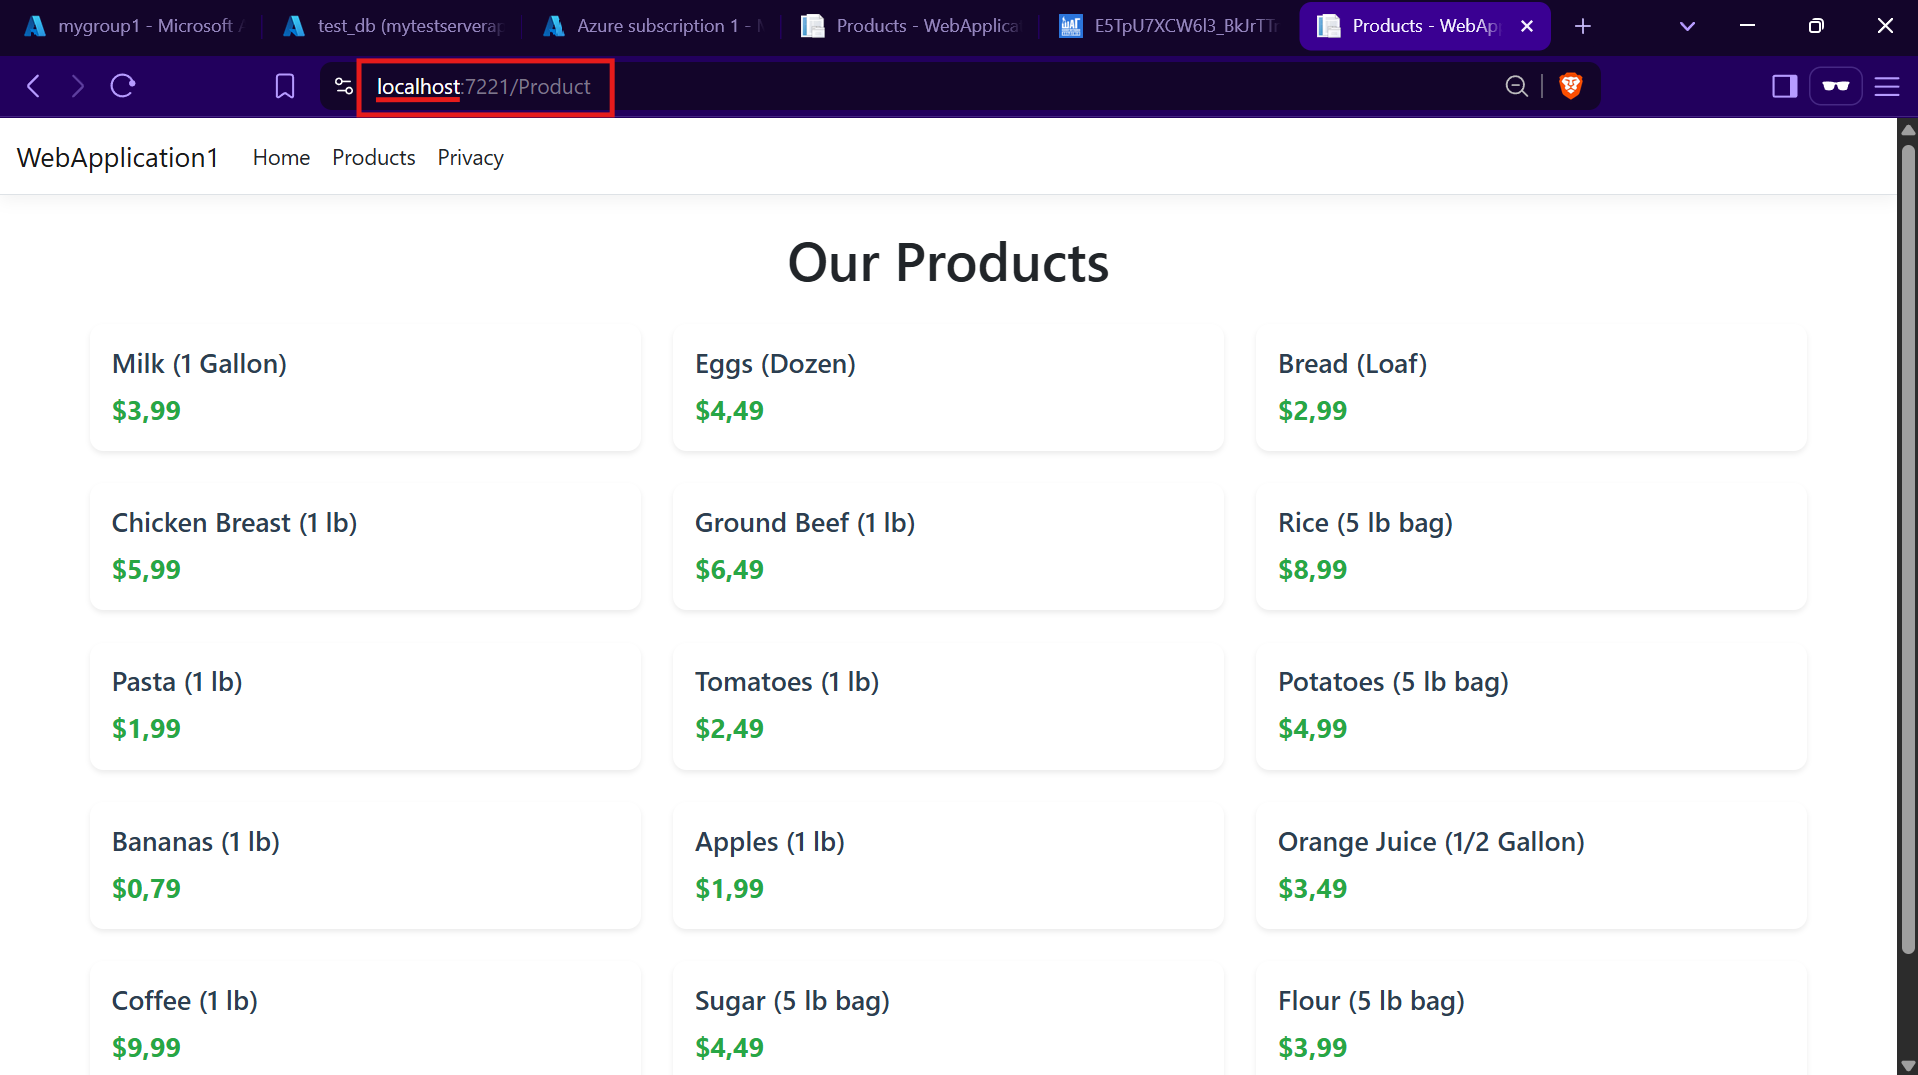 mygroup1 - Microsoft A
test_db (mytestserverap
Azure subscription 1 - M
Products - WebApplicat
E5TpU7XCW6l3_BkJrTTr
Products - WebApp
localhost:7221/Product
WebApplication1 Home Products Privacy
Our Products
Milk (1 Gallon)
$3,99
Eggs (Dozen)
$4,49
Bread (Loaf)
$2,99
Chicken Breast (1 lb)
$5,99
Ground Beef (1 lb)
$6,49
Rice (5 lb bag)
$8,99
Pasta (1 lb)
$1,99
Tomatoes (1 lb)
$2,49
Potatoes (5 lb bag)
$4,99
Bananas (1 lb)
$0,79
Apples (1 lb)
$1,99
Orange Juice (1/2 Gallon)
$3,49
Coffee (1 lb)
$9,99
Sugar (5 lb bag)
$4,49
Flour (5 lb bag)
$3,99